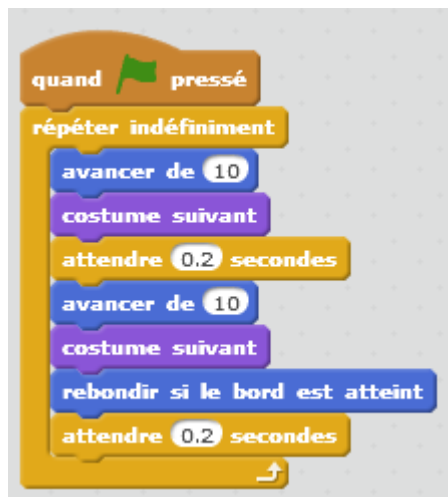 quand pressé
répéter indéfiniment
avancer de 10
costume suivant
attendre 0.2 secondes
avancer de 10
costume suivant
rebondir si le bord est atteint
attendre 0.2 secondes